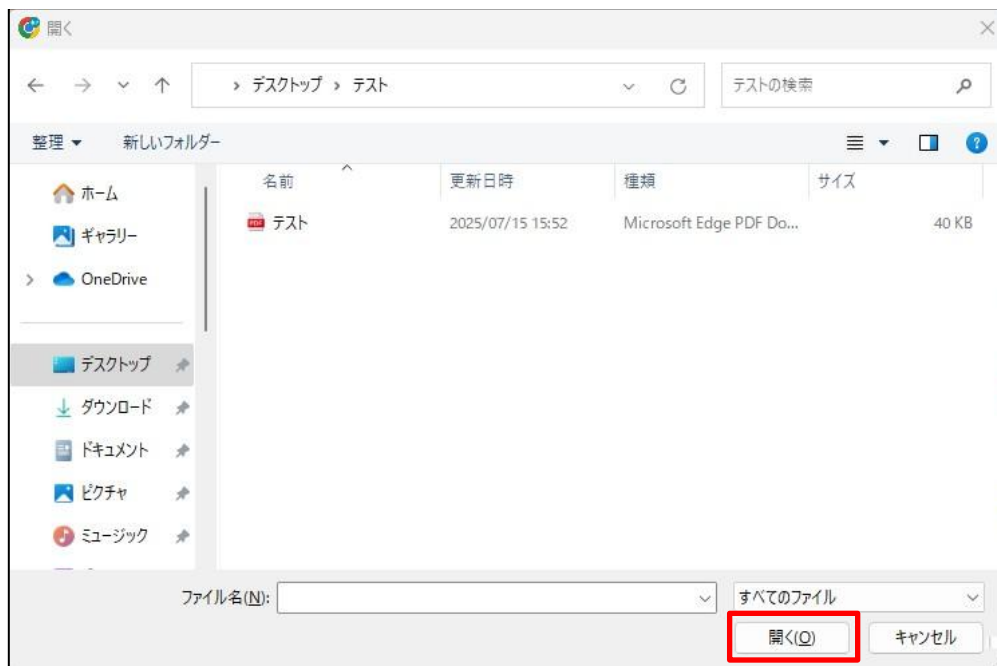 開く
デスクトップ テスト テストの検索
整理 新しいフォルダー
名前 更新日時 種類 サイズ
テスト 2025/07/15 15:52 Microsoft Edge PDF Do... 40 KB
ホーム
ギャラリー
OneDrive
デスクトップ
ダウンロード
ドキュメント
ピクチャ
ミュージック
ファイル名(N): すべてのファイル
開く(O) キャンセル